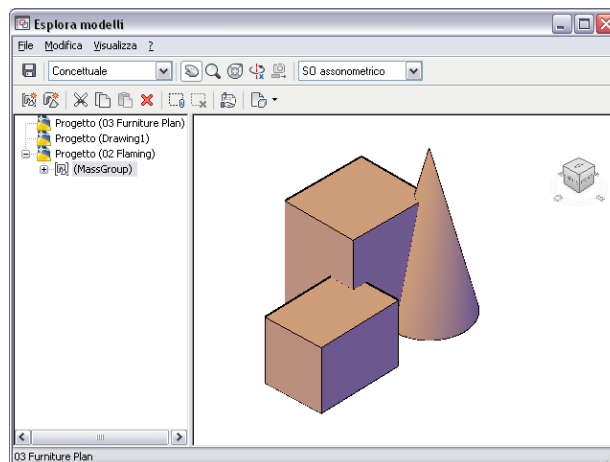 Esplora modelli
File Modifica Visualizza ?
Concettuale SO assonometrico
Progetto (03 Furniture Plan)
Progetto (Drawing1)
Progetto (02 Flaming)
(MassGroup)
03 Furniture Plan